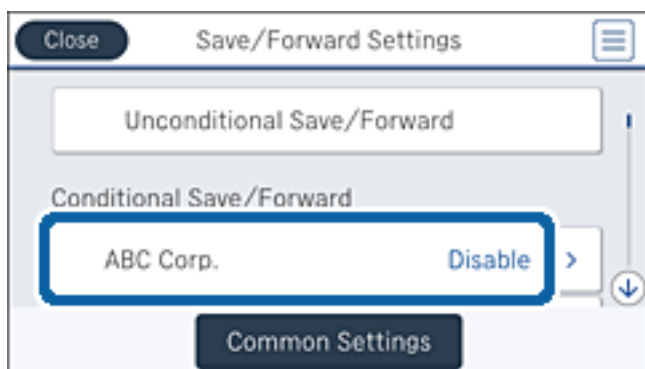 Close Save/Forward Settings
Unconditional Save/Forward
Conditional Save/Forward
ABC Corp. Disable >
Common Settings